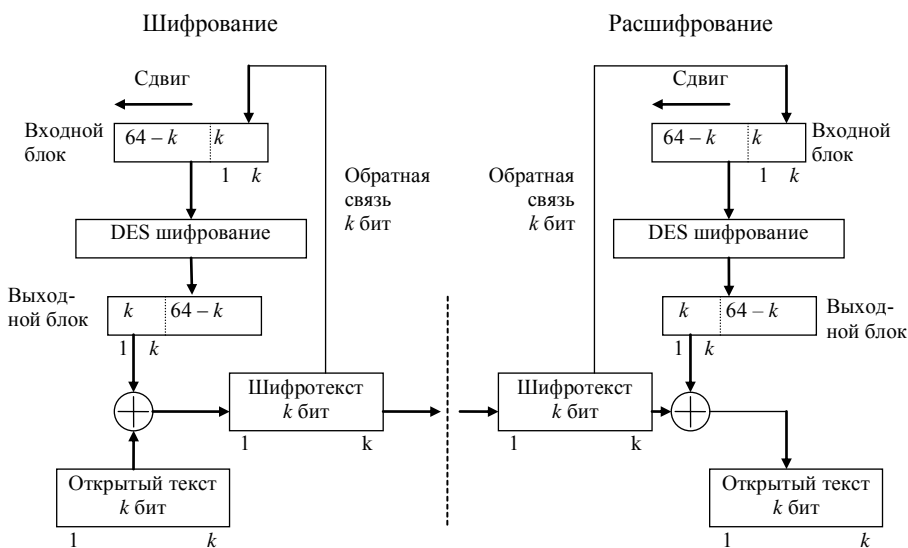 Шифрование
Расшифрование
Сдвиг
Входной
блок
64 – k
k
1 k
Обратная
связь
k бит
DES шифрование
Выход-
ной блок
k
64 – k
1 k
Шифротекст
k бит
1 k
Открытый текст
k бит
1 k
Сдвиг
64 – k
k
Входной
блок
1 k
Обратная
связь
k бит
DES шифрование
k
64 – k
Выход-
ной блок
1 k
Шифротекст
k бит
1 k
Открытый текст
k бит
1 k